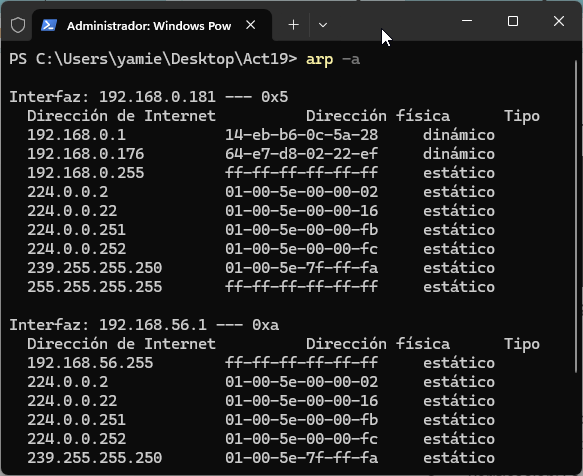 Administrador: Windows Pow
PS C:\Users\yamie\Desktop\Act19> arp -a
Interfaz: 192.168.0.181 --- 0x5
Dirección de Internet Dirección física Tipo
192.168.0.1 14-eb-b6-0c-5a-28 dinámico
192.168.0.176 64-e7-d8-02-22-ef dinámico
192.168.0.255 ff-ff-ff-ff-ff-ff estático
224.0.0.2 01-00-5e-00-00-02 estático
224.0.0.22 01-00-5e-00-00-16 estático
224.0.0.251 01-00-5e-00-00-fb estático
224.0.0.252 01-00-5e-00-00-fc estático
239.255.255.250 01-00-5e-7f-ff-fa estático
255.255.255.255 ff-ff-ff-ff-ff-ff estático
Interfaz: 192.168.56.1 --- 0xa
Dirección de Internet Dirección física Tipo
192.168.56.255 ff-ff-ff-ff-ff-ff estático
224.0.0.2 01-00-5e-00-00-02 estático
224.0.0.22 01-00-5e-00-00-16 estático
224.0.0.251 01-00-5e-00-00-fb estático
224.0.0.252 01-00-5e-00-00-fc estático
239.255.255.250 01-00-5e-7f-ff-fa estático